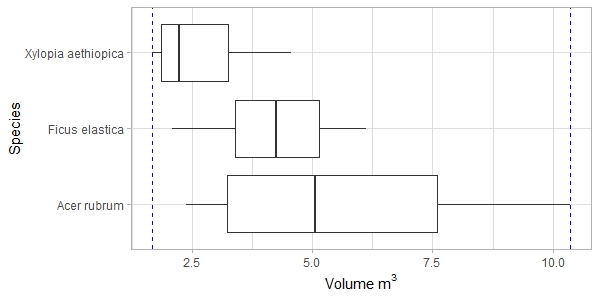 Species
Xylopia aethiopica
Ficus elastica
Acer rubrum
2.5 5.0 7.5 10.0
Volume m³